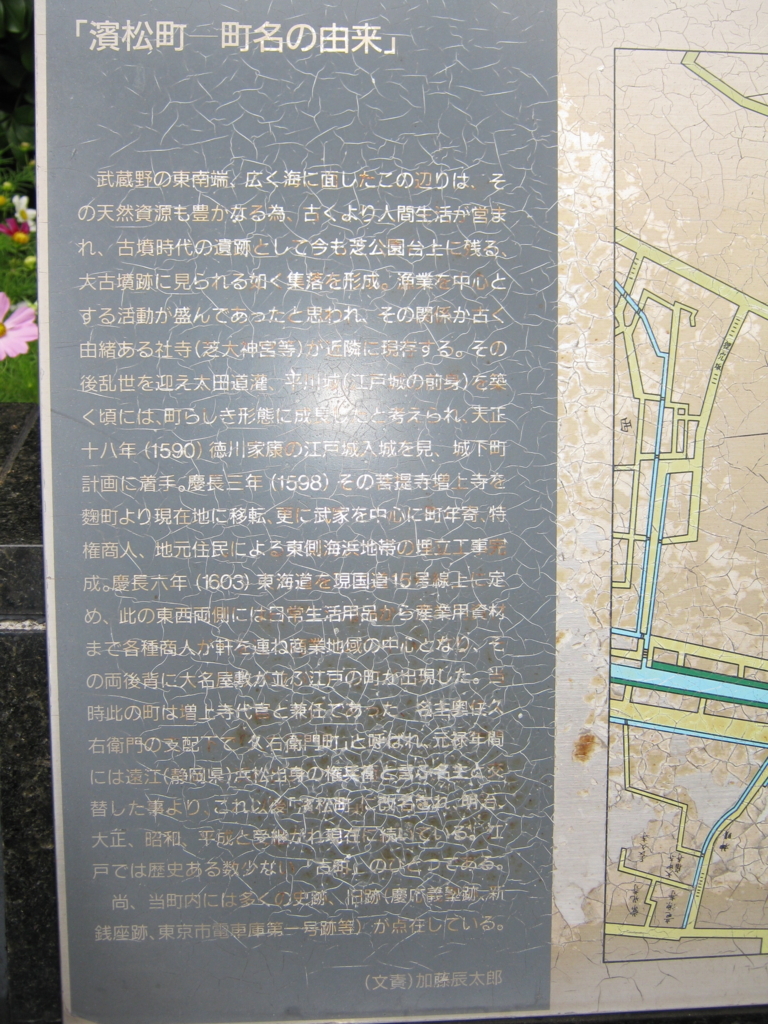 「濱松町　町名の由来」
武蔵野の東南端、広く海に面したこの辺りは、そ
の天然資源も豊かなる為、古くより人間生活が営ま
れ、古墳時代の遺跡として今も芝公園台上に残る、
大古墳跡に見られる如く集落を形成。漁業を中心と
する活動が盛んであったと思われ、その関係か古く
由緒ある社寺(芝大神宮等)が近隣に現存する。その
後乱世を迎え太田道灌、平川城(江戸城の前身)を築
く頃には、町らしき形態に成長したと考えられ、天正
十八年(1590)徳川家康の江戸城入城を見、城下町
計画に着手。慶長三年(1598)その菩提寺増上寺を
麹町より現在地に移転、更に武家を中心に町年寄、特
権商人、地元住民による東側海浜地帯の埋立工事完
成。慶長六年(1603)東海道を現国道15号線上に定
め、此の東西両側には日常生活用品から産業用資材
まで各種商人が軒を連ね商業地域の中心となり、そ
の両後背に大名屋敷が並ぶ江戸の町が出現した。当
時此の町は増上寺代官と兼任であった、名主奥住久
右衛門の支配下で「久右衛門町」と呼ばれ、元禄年間
には遠江(静岡県)浜松出身の権兵衛と言う名主と交
替した事より、これ以後「濱松町」に改名され、明治、
大正、昭和、平成と受継がれ現在に続いている。江
戸では歴史ある数少ない「古町」のひとつである。
尚、当町内には多くの史跡、旧跡(慶応義塾跡、新
銭座跡、東京市電車庫第一号跡等)が点在している。
(文責)加藤辰太郎